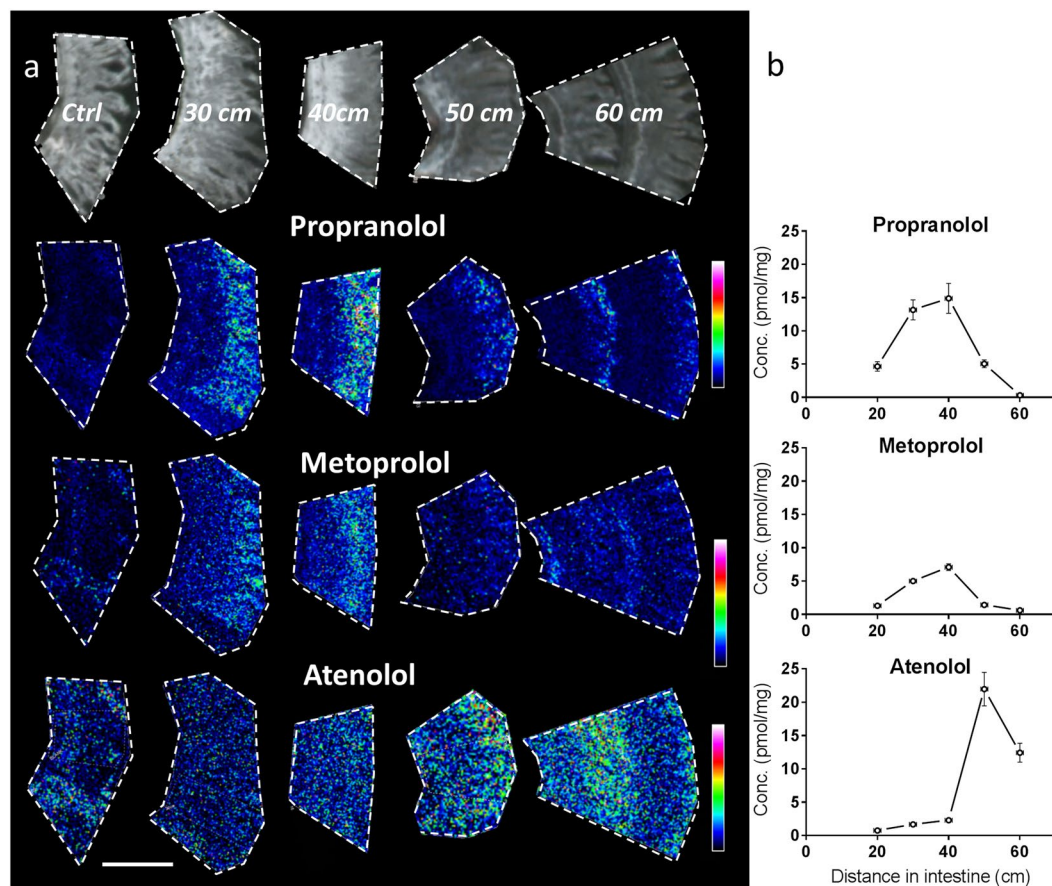 a
b
Ctrl
30 cm
40cm
50 cm
60 cm
Propranolol
Metoprolol
Atenolol
Propranolol
Conc. (pmol/mg)
25
20
15
10
5
0
0 20 40 60
Metoprolol
Conc. (pmol/mg)
25
20
15
10
5
0
0 20 40 60
Atenolol
Conc. (pmol/mg)
25
20
15
10
5
0
0 20 40 60
Distance in intestine (cm)